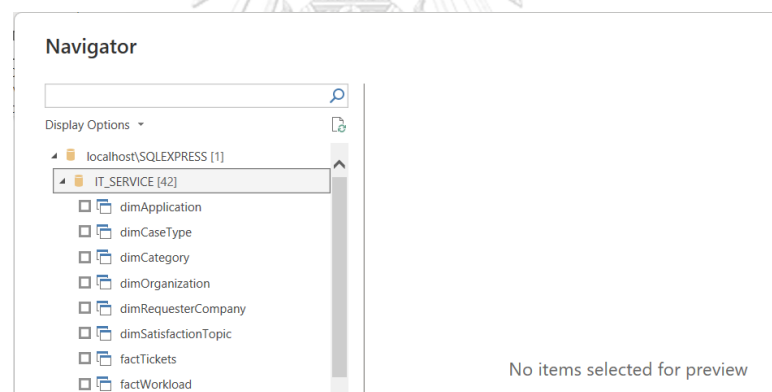 Navigator
Display Options
localhost\SQLEXPRESS [1]
IT_SERVICE [42]
dimApplication
dimCaseType
dimCategory
dimOrganization
dimRequesterCompany
dimSatisfactionTopic
factTickets
factWorkload
No items selected for preview